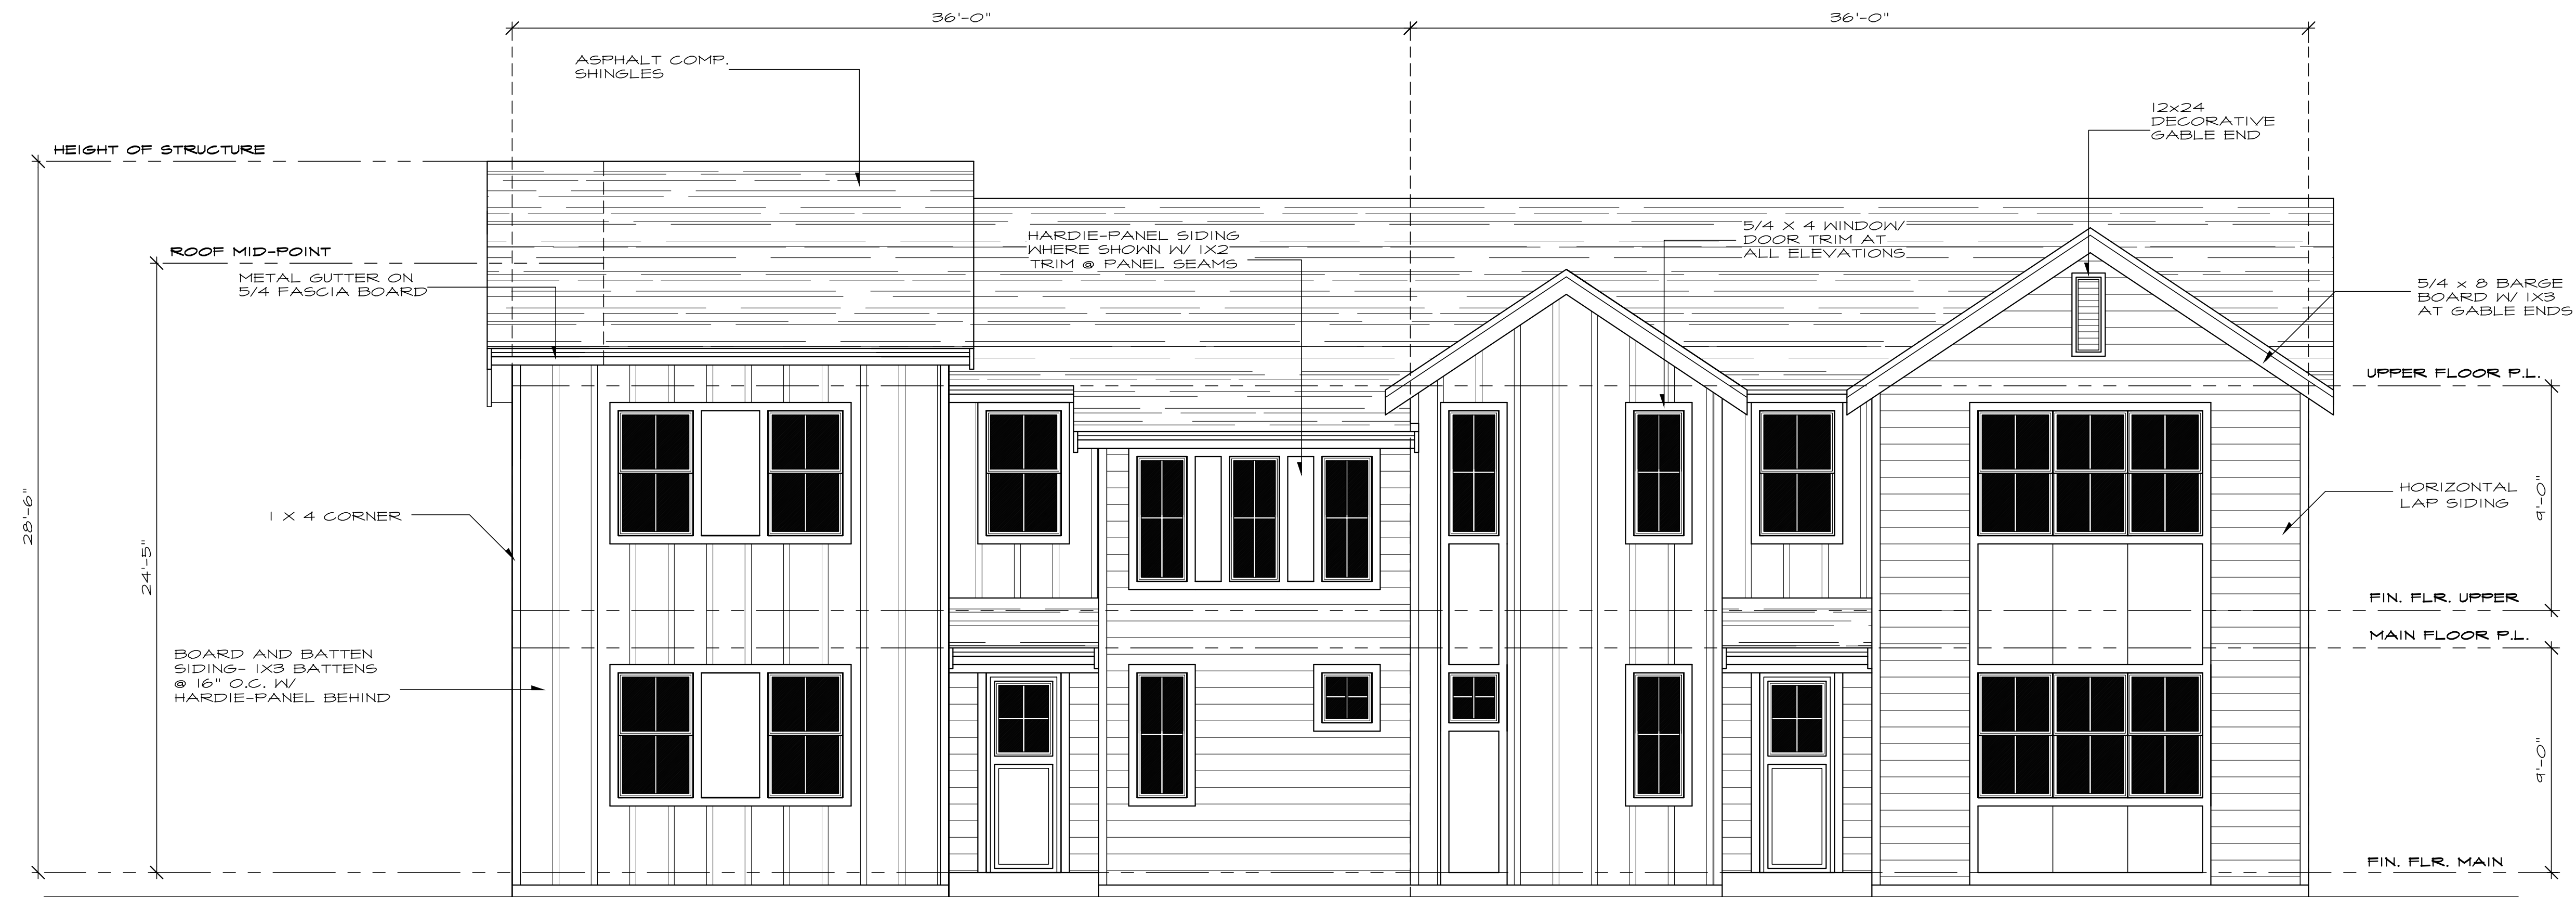 36'-0"
36'-0"
ASPHALT COMP.
SHINGLES
12x24
DECORATIVE
GABLE END
HEIGHT OF STRUCTURE
HARDIE-PANEL SIDING
WHERE SHOWN W/ 1X2
TRIM @ PANEL SEAMS
5/4 X 4 WINDOW/
DOOR TRIM AT
ALL ELEVATIONS
ROOF MID-POINT
METAL GUTTER ON
5/4 FASCIA BOARD
5/4 x 8 BARGE
BOARD W/ 1X3
AT GABLE ENDS
UPPER FLOOR P.L.
28'-6"
24'-5"
1 X 4 CORNER
HORIZONTAL
LAP SIDING
9'-0"
FIN. FLR. UPPER
MAIN FLOOR P.L.
BOARD AND BATTEN
SIDING- 1X3 BATTENS
@ 16" O.C. W/
HARDIE-PANEL BEHIND
9'-0"
FIN. FLR. MAIN